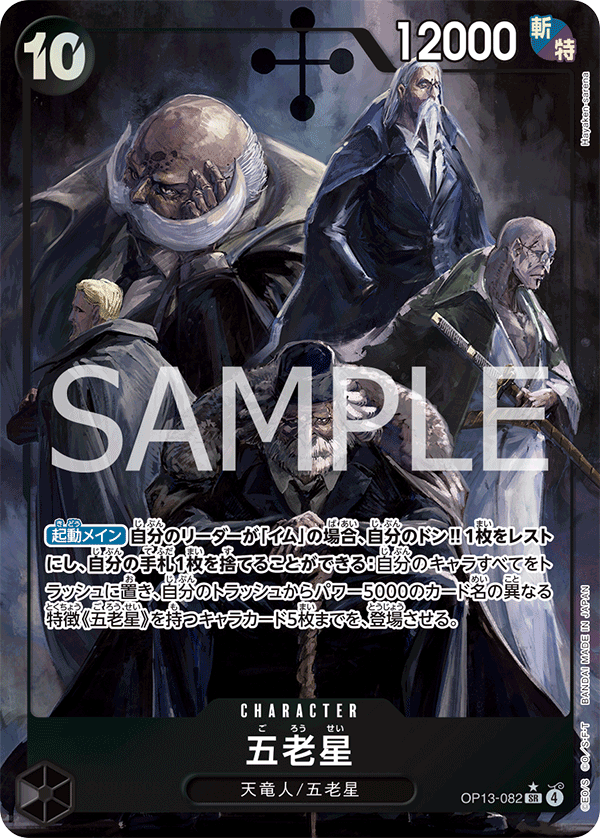 10
12000
斬
特
Hayaken-sarena
SAMPLE
起動メイン 自分のリーダーが「イム」の場合、自分のドン!!1枚をレスト
にし、自分の手札1枚を捨てることができる:自分のキャラすべてをト
ラッシュに置き、自分のトラッシュからパワー5000のカード名の異なる
特徴《五老星》を持つキャラカード5枚までを、登場させる。
CHARACTER
五老星
ご ろう せい
天竜人/五老星
OP13-082 SR 4
©E.O/S ©O./S·F·T BANDAI MADE IN JAPAN